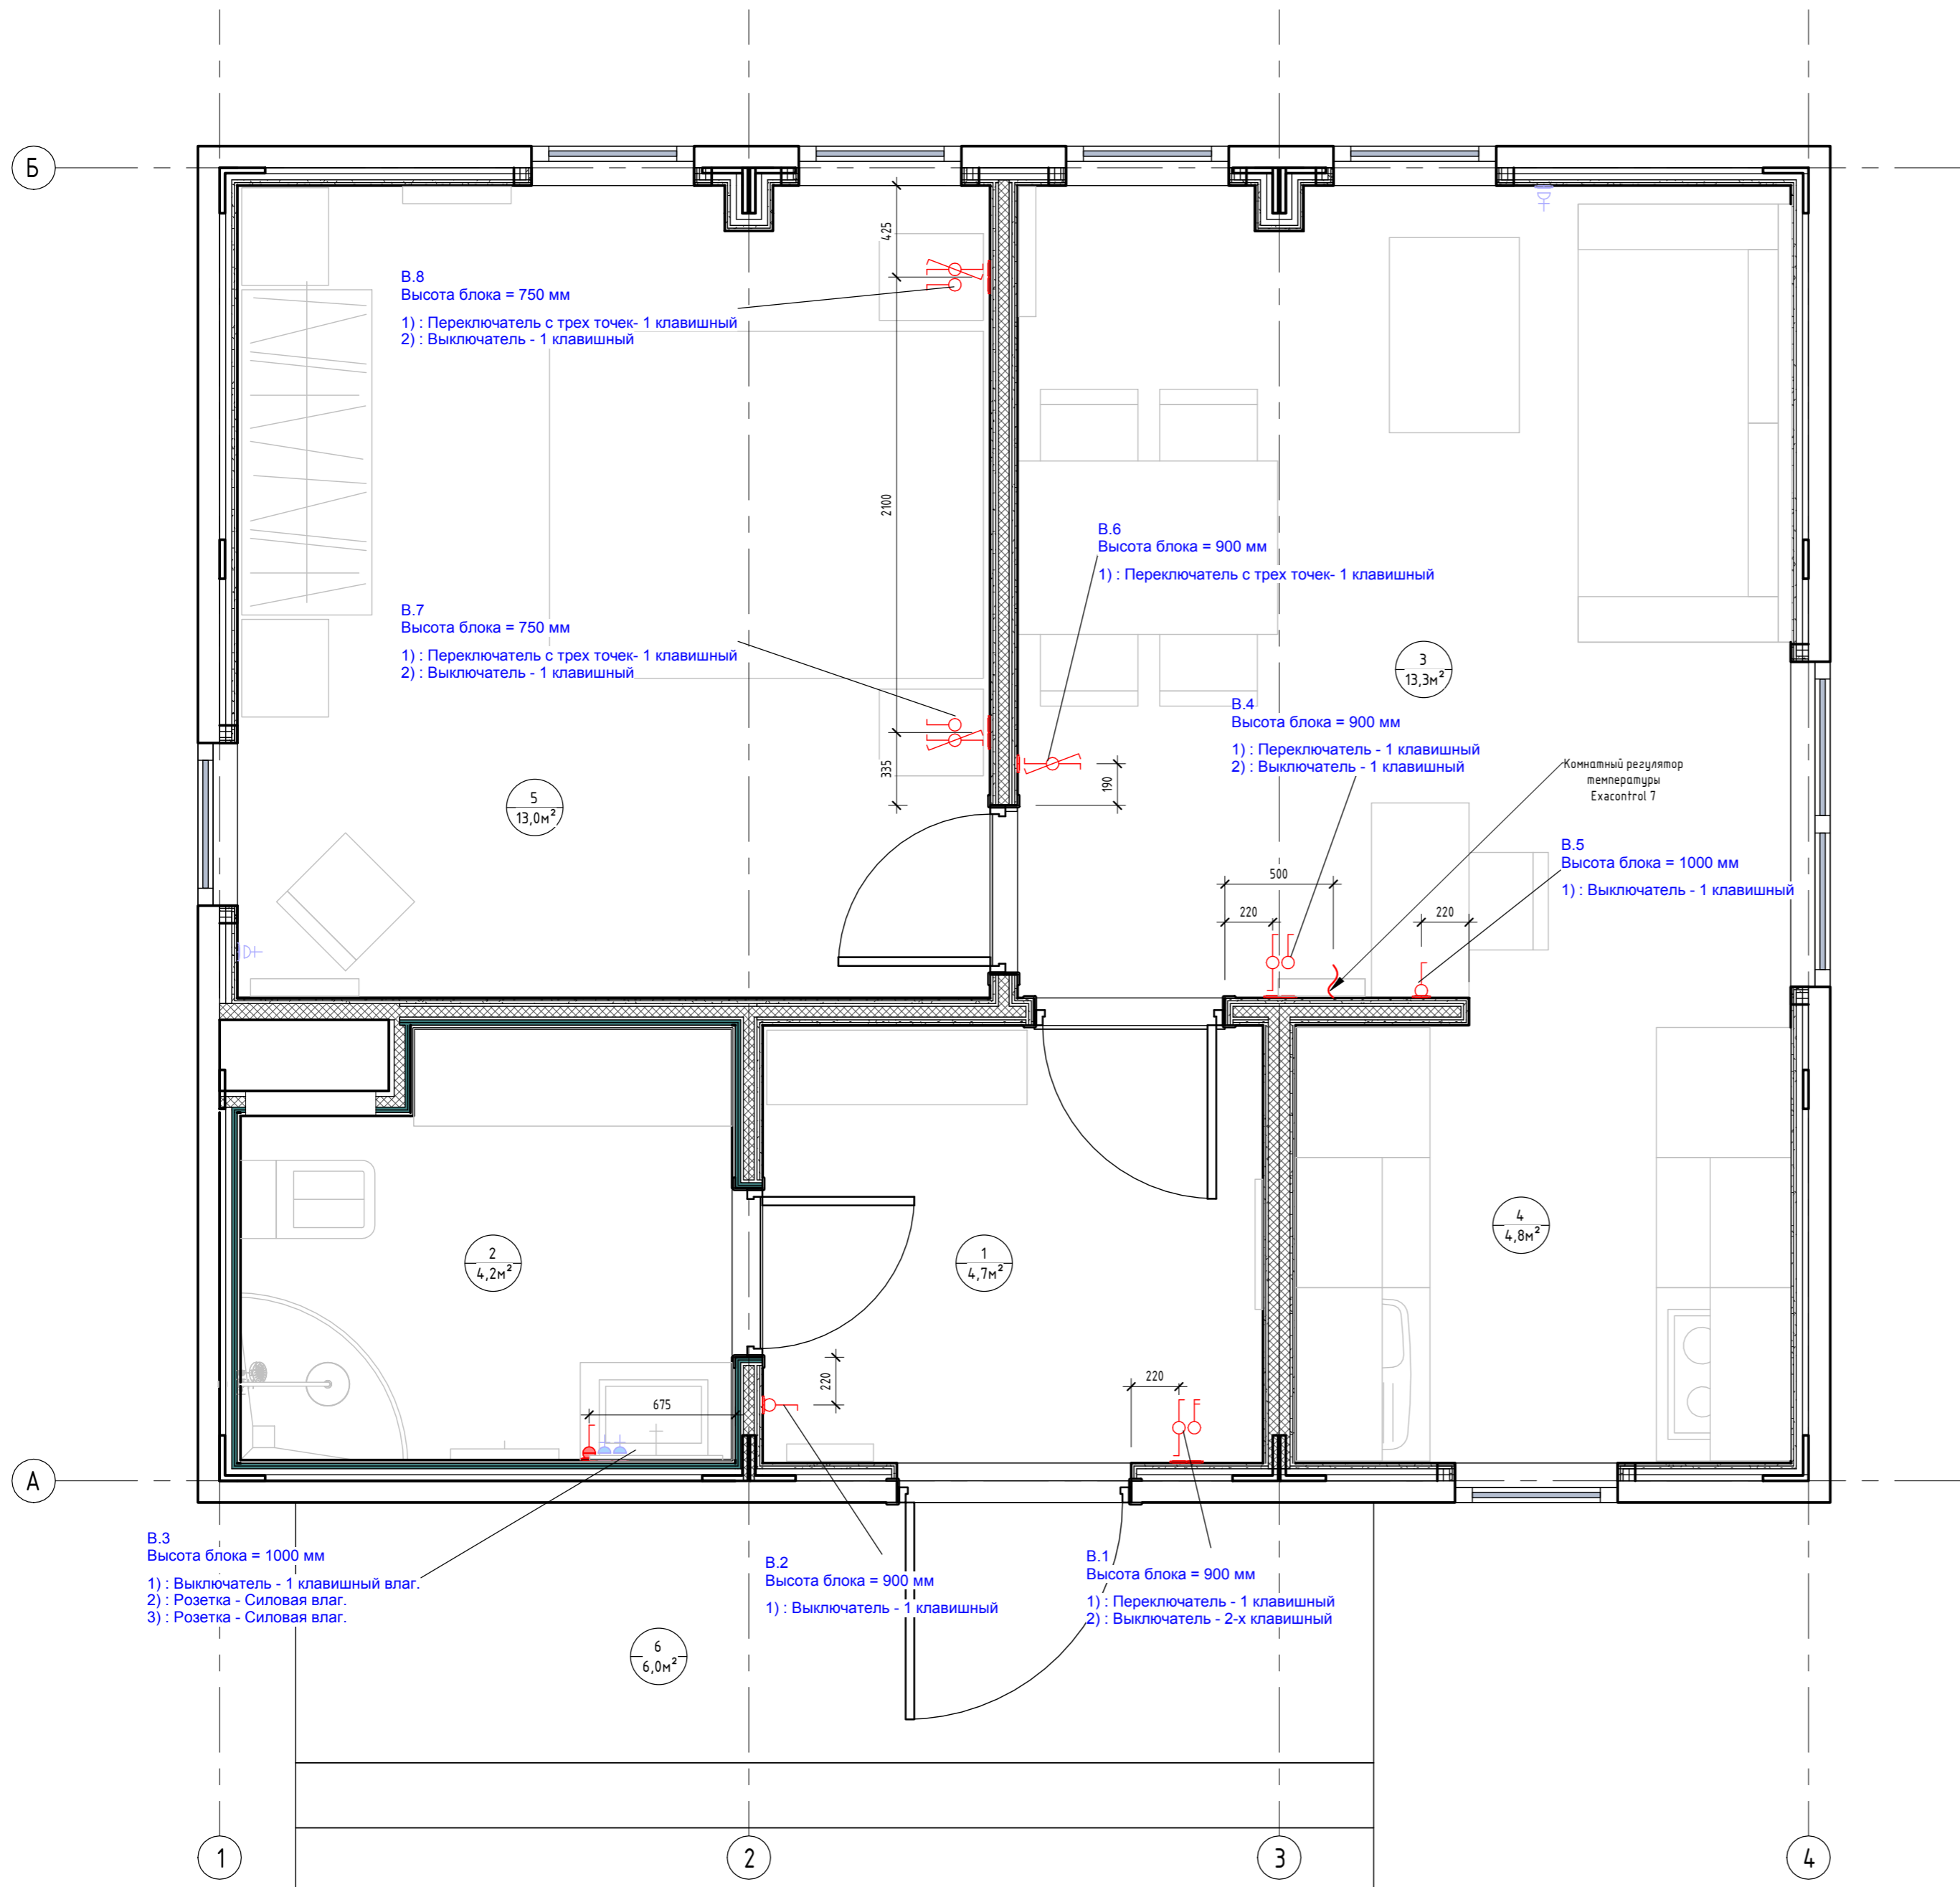 Б
425
В.8
Высота блока = 750 мм
1) : Переключатель с трех точек- 1 клавишный
2) : Выключатель - 1 клавишный
2100
В.6
Высота блока = 900 мм
1) : Переключатель с трех точек- 1 клавишный
В.7
Высота блока = 750 мм
1) : Переключатель с трех точек- 1 клавишный
2) : Выключатель - 1 клавишный
3
13,3м²
В.4
Высота блока = 900 мм
1) : Переключатель - 1 клавишный
2) : Выключатель - 1 клавишный
335
190
Комнатный регулятор
температуры
Exacontrol 7
5
13,0м²
В.5
Высота блока = 1000 мм
1) : Выключатель - 1 клавишный
500
220
220
4
4,8м²
2
4,2м²
1
4,7м²
220
220
675
А
В.3
Высота блока = 1000 мм
1) : Выключатель - 1 клавишный влаг.
2) : Розетка - Силовая влаг.
3) : Розетка - Силовая влаг.
В.2
Высота блока = 900 мм
1) : Выключатель - 1 клавишный
В.1
Высота блока = 900 мм
1) : Переключатель - 1 клавишный
2) : Выключатель - 2-х клавишный
6
6,0м²
1
2
3
4